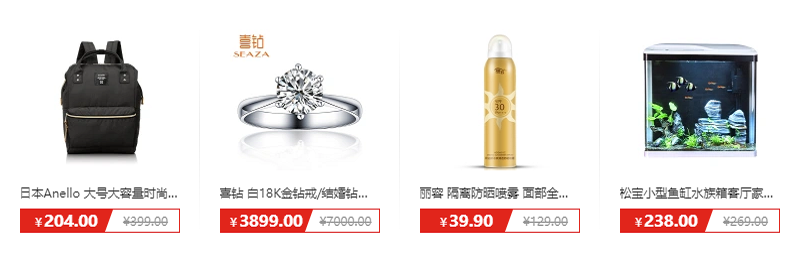 喜钻
SEAZA
30
日本Anello 大号大容量时尚...
喜钻 白18K金钻戒/结婚钻...
丽容 隔离防晒喷雾 面部全...
松宝小型鱼缸水族箱客厅家...
¥204.00 ¥399.00
¥3899.00 ¥7000.00
¥39.90 ¥129.00
¥238.00 ¥269.00